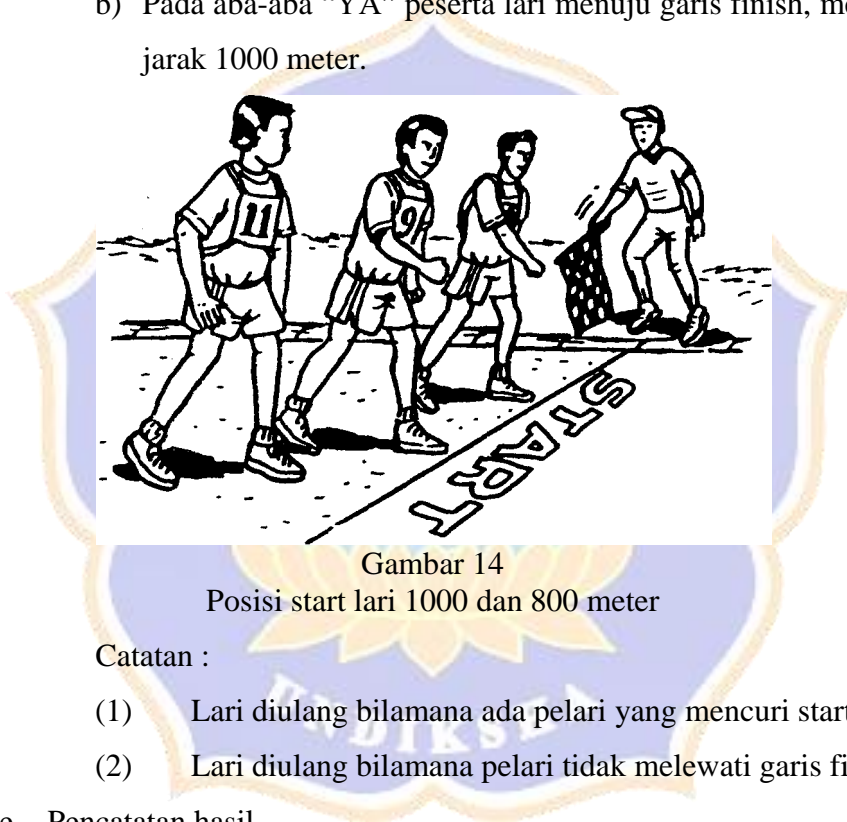 b) Pada aba-aba "YA" peserta lari menuju garis finish,
jarak 1000 meter.
11
9
START
Gambar 14
Posisi start lari 1000 dan 800 meter
Catatan :
(1) Lari diulang bilamana ada pelari yang mencuri start
(2) Lari diulang bilamana pelari tidak melewati garis
UNDIKSHA
Pencatatan hasil